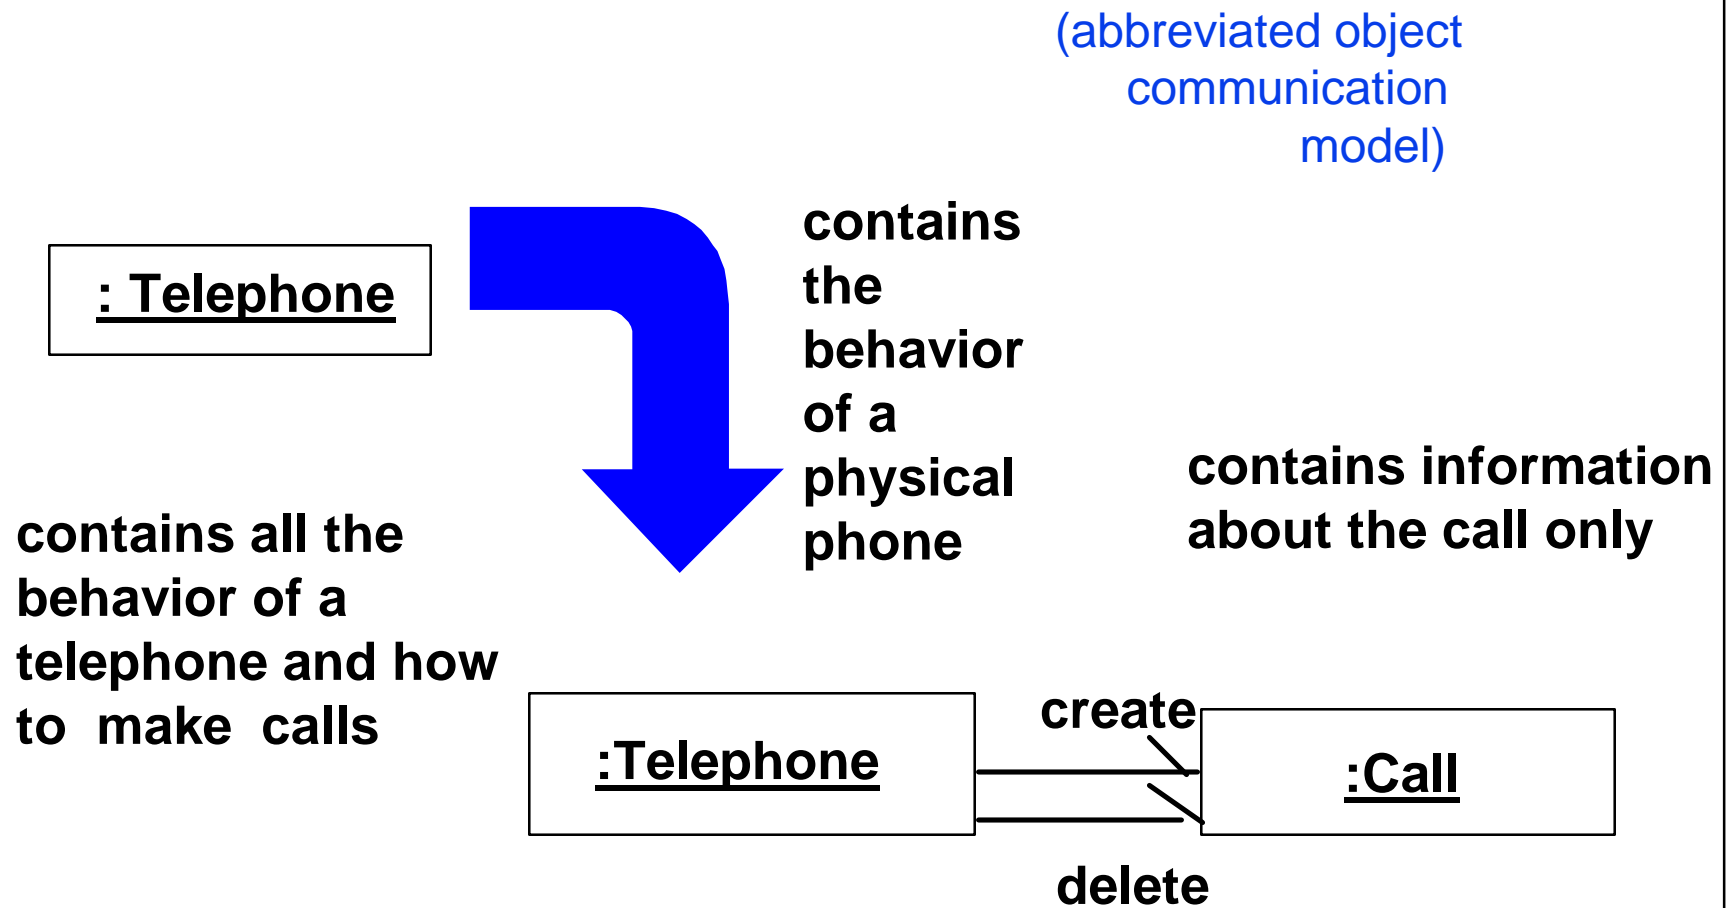 (abbreviated object
communication
model)
: Telephone
contains
the
behavior
of a
physical
phone
contains information
about the call only
contains all the
behavior of a
telephone and how
to  make  calls
:Telephone
create
:Call
delete